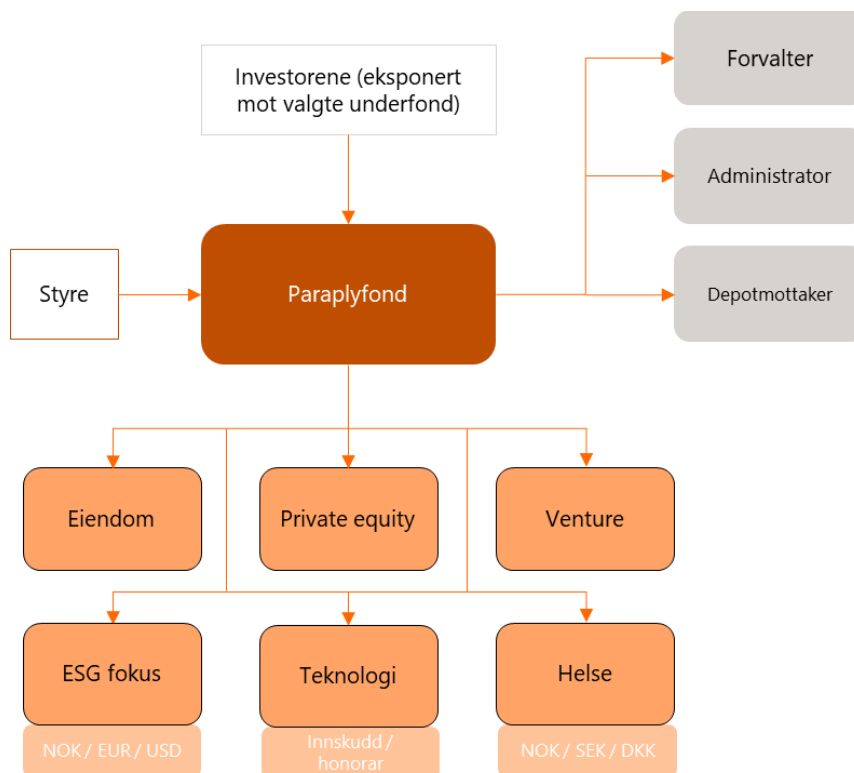 Investorene (eksponert
mot valgte underfond)
Forvalter
Administrator
Styre
Paraplyfond
Depotmottaker
Eiendom
Private equity
Venture
ESG fokus
Teknologi
Helse
NOK / EUR / USD
Innskudd /
honorar
NOK / SEK / DKK